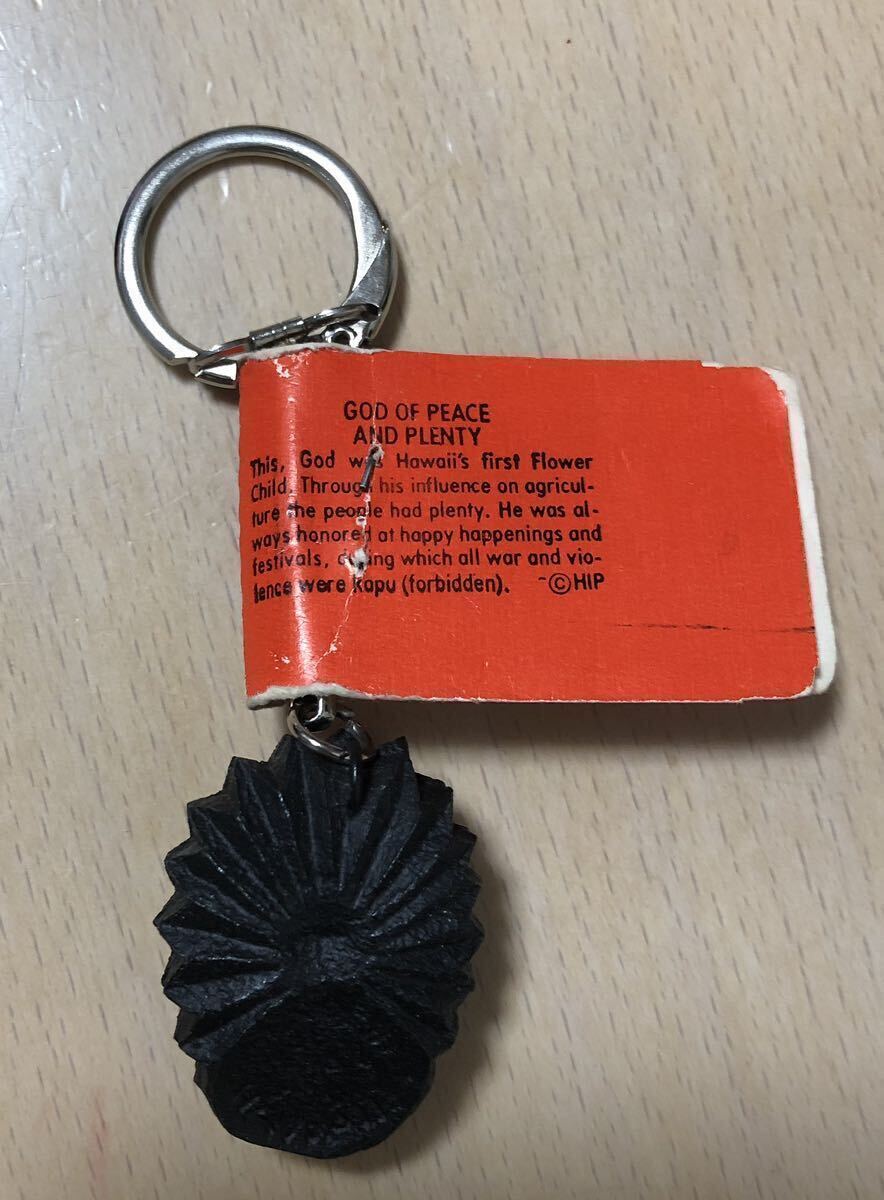 GOD OF PEACE
AND PLENTY
This, God was Hawaii's first Flower
Child. Through his influence on agricul-
ture the people had plenty. He was al-
ways honored at happy happenings and
festivals, during which all war and vio-
lence were kapu (forbidden). ~©HIP